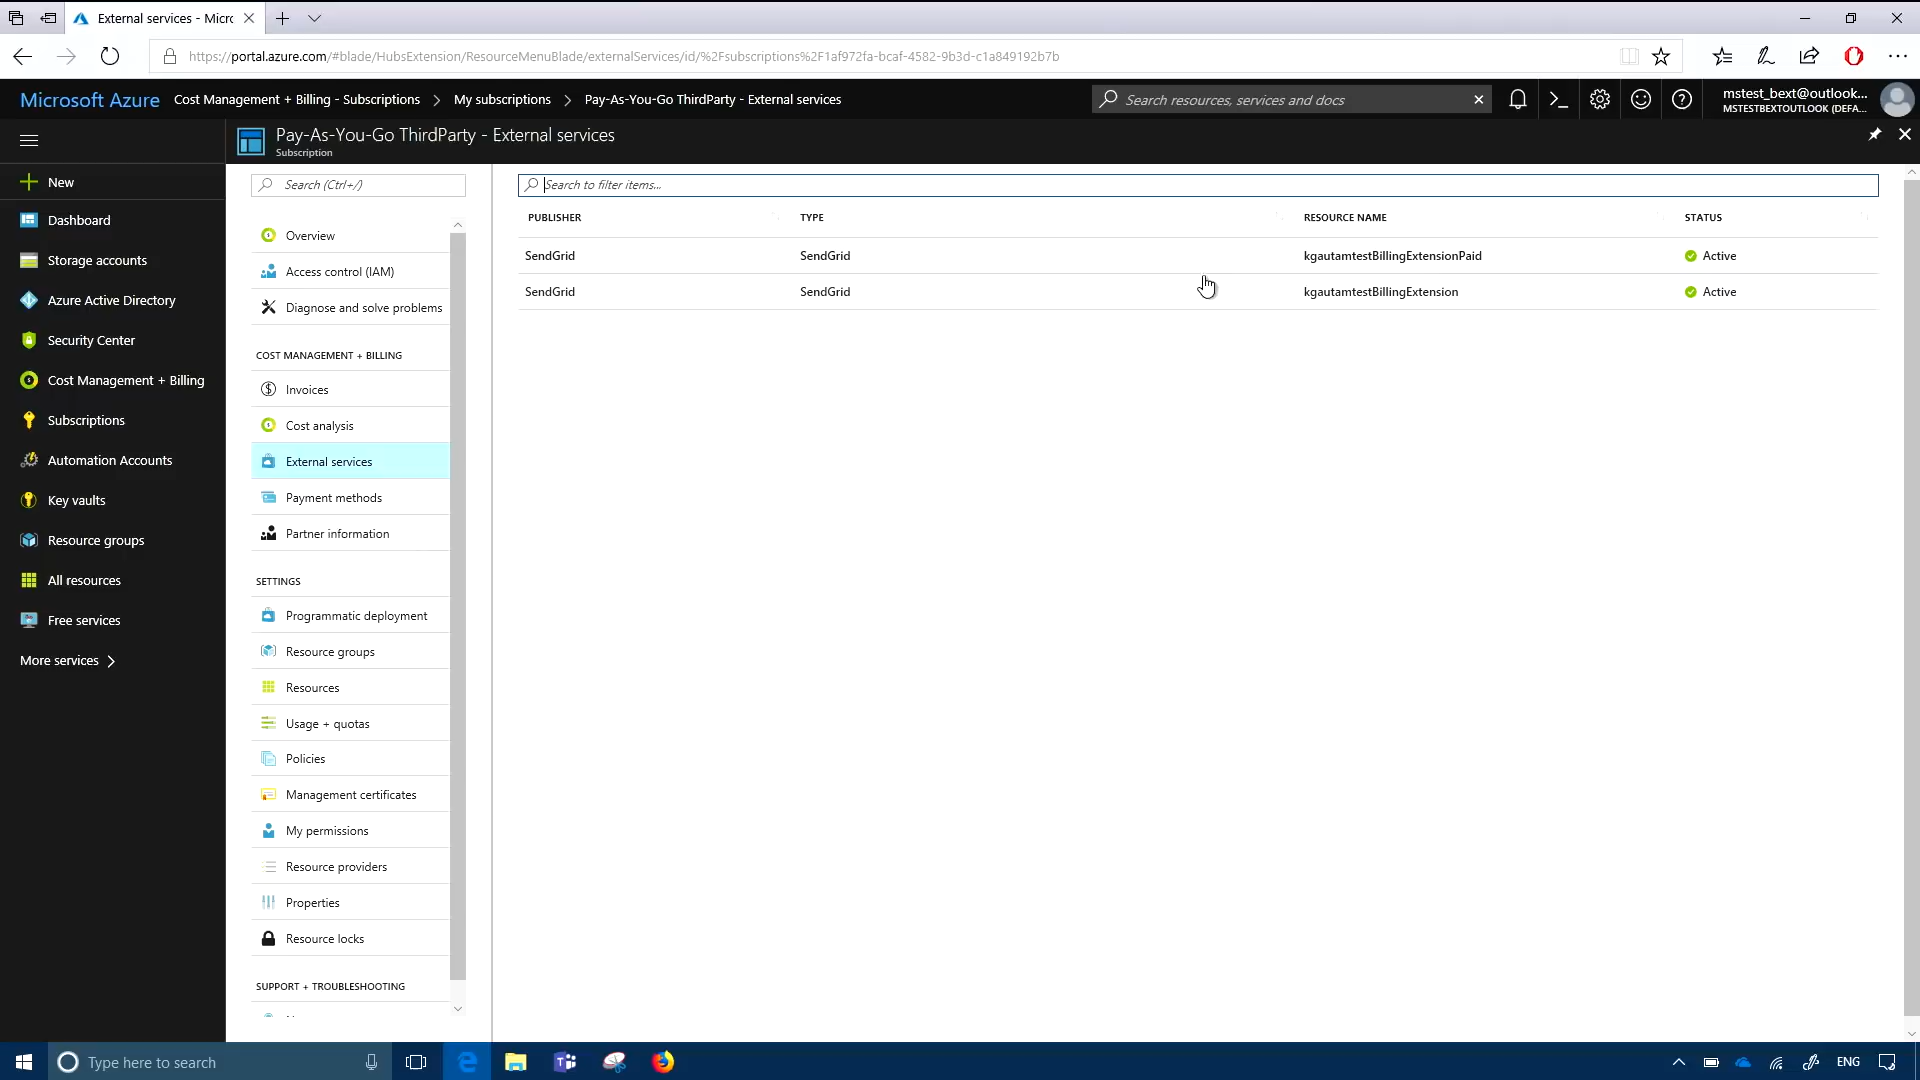 External services - Micr
https://portal.azure.com/#blade/HubsExtension/ResourceMenuBlade/externalServices/id/%2Fsubscriptions%2F1af972fa-bcaf-4582-9b3d-c1a849192b7b
Microsoft Azure
Cost Management + Billing - Subscriptions
My subscriptions
Pay-As-You-Go ThirdParty - External services
Search resources, services and docs
mstest_bext@outlook...
MSTESTBEXTOUTLOOK (DEFA...
Pay-As-You-Go ThirdParty - External services
Subscription
New
Dashboard
Storage accounts
Azure Active Directory
Security Center
Cost Management + Billing
Subscriptions
Automation Accounts
Key vaults
Resource groups
All resources
Free services
More services
Search (Ctrl+/)
Overview
Access control (IAM)
Diagnose and solve problems
COST MANAGEMENT + BILLING
Invoices
Cost analysis
External services
Payment methods
Partner information
SETTINGS
Programmatic deployment
Resource groups
Resources
Usage + quotas
Policies
Management certificates
My permissions
Resource providers
Properties
Resource locks
SUPPORT + TROUBLESHOOTING
Search to filter items...
PUBLISHER TYPE RESOURCE NAME STATUS
SendGrid SendGrid kgautamtestBillingExtensionPaid Active
SendGrid SendGrid kgautamtestBillingExtension Active
Type here to search
ENG